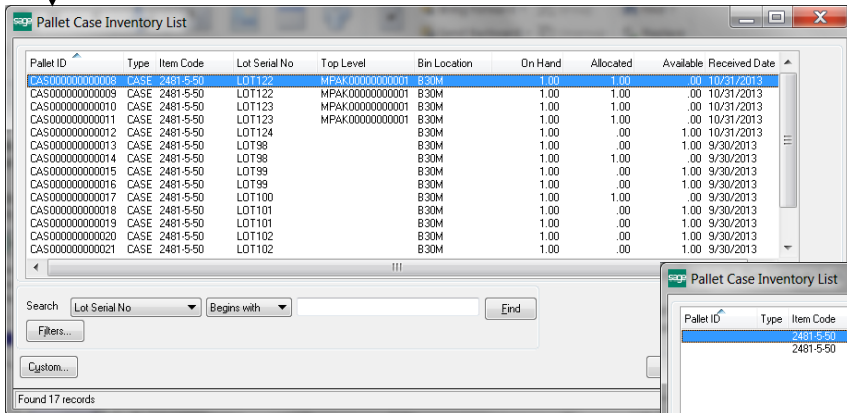 sage Pallet Case Inventory List
Pallet ID Type Item Code Lot Serial No Top Level Bin Location On Hand Allocated Available Received Date
CAS000000000008 CASE 2481-5-50 LOT122 MPAK00000000001 B30M 1.00 1.00 .00 10/31/2013
CAS000000000009 CASE 2481-5-50 LOT122 MPAK00000000001 B30M 1.00 1.00 .00 10/31/2013
CAS000000000010 CASE 2481-5-50 LOT123 MPAK00000000001 B30M 1.00 1.00 .00 10/31/2013
CAS000000000011 CASE 2481-5-50 LOT123 MPAK00000000001 B30M 1.00 1.00 .00 10/31/2013
CAS000000000012 CASE 2481-5-50 LOT124 B30M 1.00 .00 1.00 10/31/2013
CAS000000000013 CASE 2481-5-50 LOT98 B30M 1.00 .00 1.00 9/30/2013
CAS000000000014 CASE 2481-5-50 LOT98 B30M 1.00 1.00 .00 9/30/2013
CAS000000000015 CASE 2481-5-50 LOT99 B30M 1.00 .00 1.00 9/30/2013
CAS000000000016 CASE 2481-5-50 LOT99 B30M 1.00 .00 1.00 9/30/2013
CAS000000000017 CASE 2481-5-50 LOT100 B30M 1.00 1.00 .00 9/30/2013
CAS000000000018 CASE 2481-5-50 LOT101 B30M 1.00 .00 1.00 9/30/2013
CAS000000000019 CASE 2481-5-50 LOT101 B30M 1.00 .00 1.00 9/30/2013
CAS000000000020 CASE 2481-5-50 LOT102 B30M 1.00 .00 1.00 9/30/2013
CAS000000000021 CASE 2481-5-50 LOT102 B30M 1.00 .00 1.00 9/30/2013
Search Lot Serial No Begins with Find
Filters...
Custom...
Found 17 records
sage Pallet Case Inventory List
Pallet ID Type Item Code
2481-5-50
2481-5-50